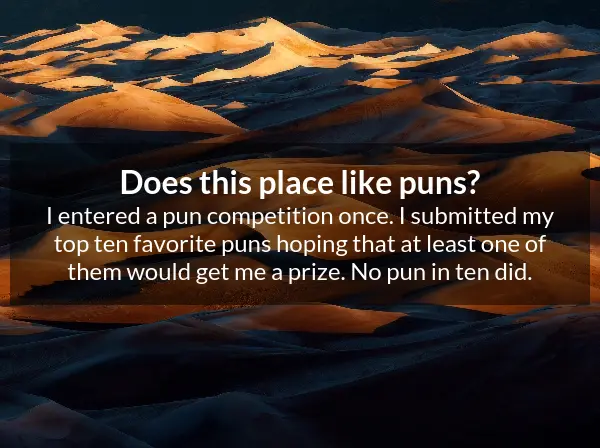 Does this place like puns?
I entered a pun competition once. I submitted my
top ten favorite puns hoping that at least one of
them would get me a prize. No pun in ten did.